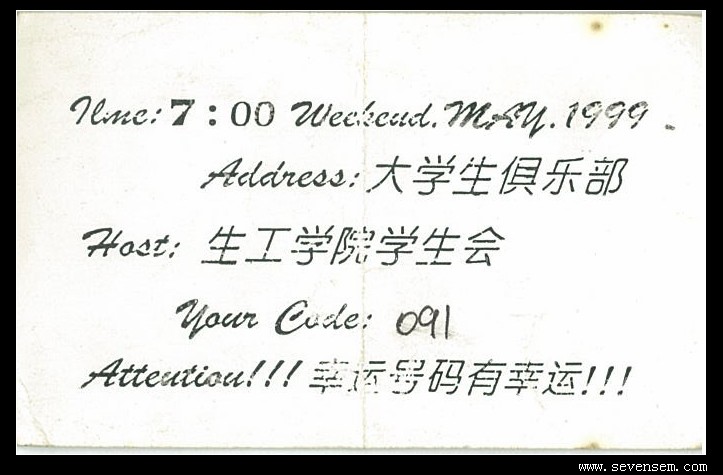 Time: 7:00 Weekend.MAY.1999.
Address: 大学生俱乐部
Host: 生工学院学生会
Your Code: 091
Attention!!! 幸运号码有幸运!!!
www.sevensem.com